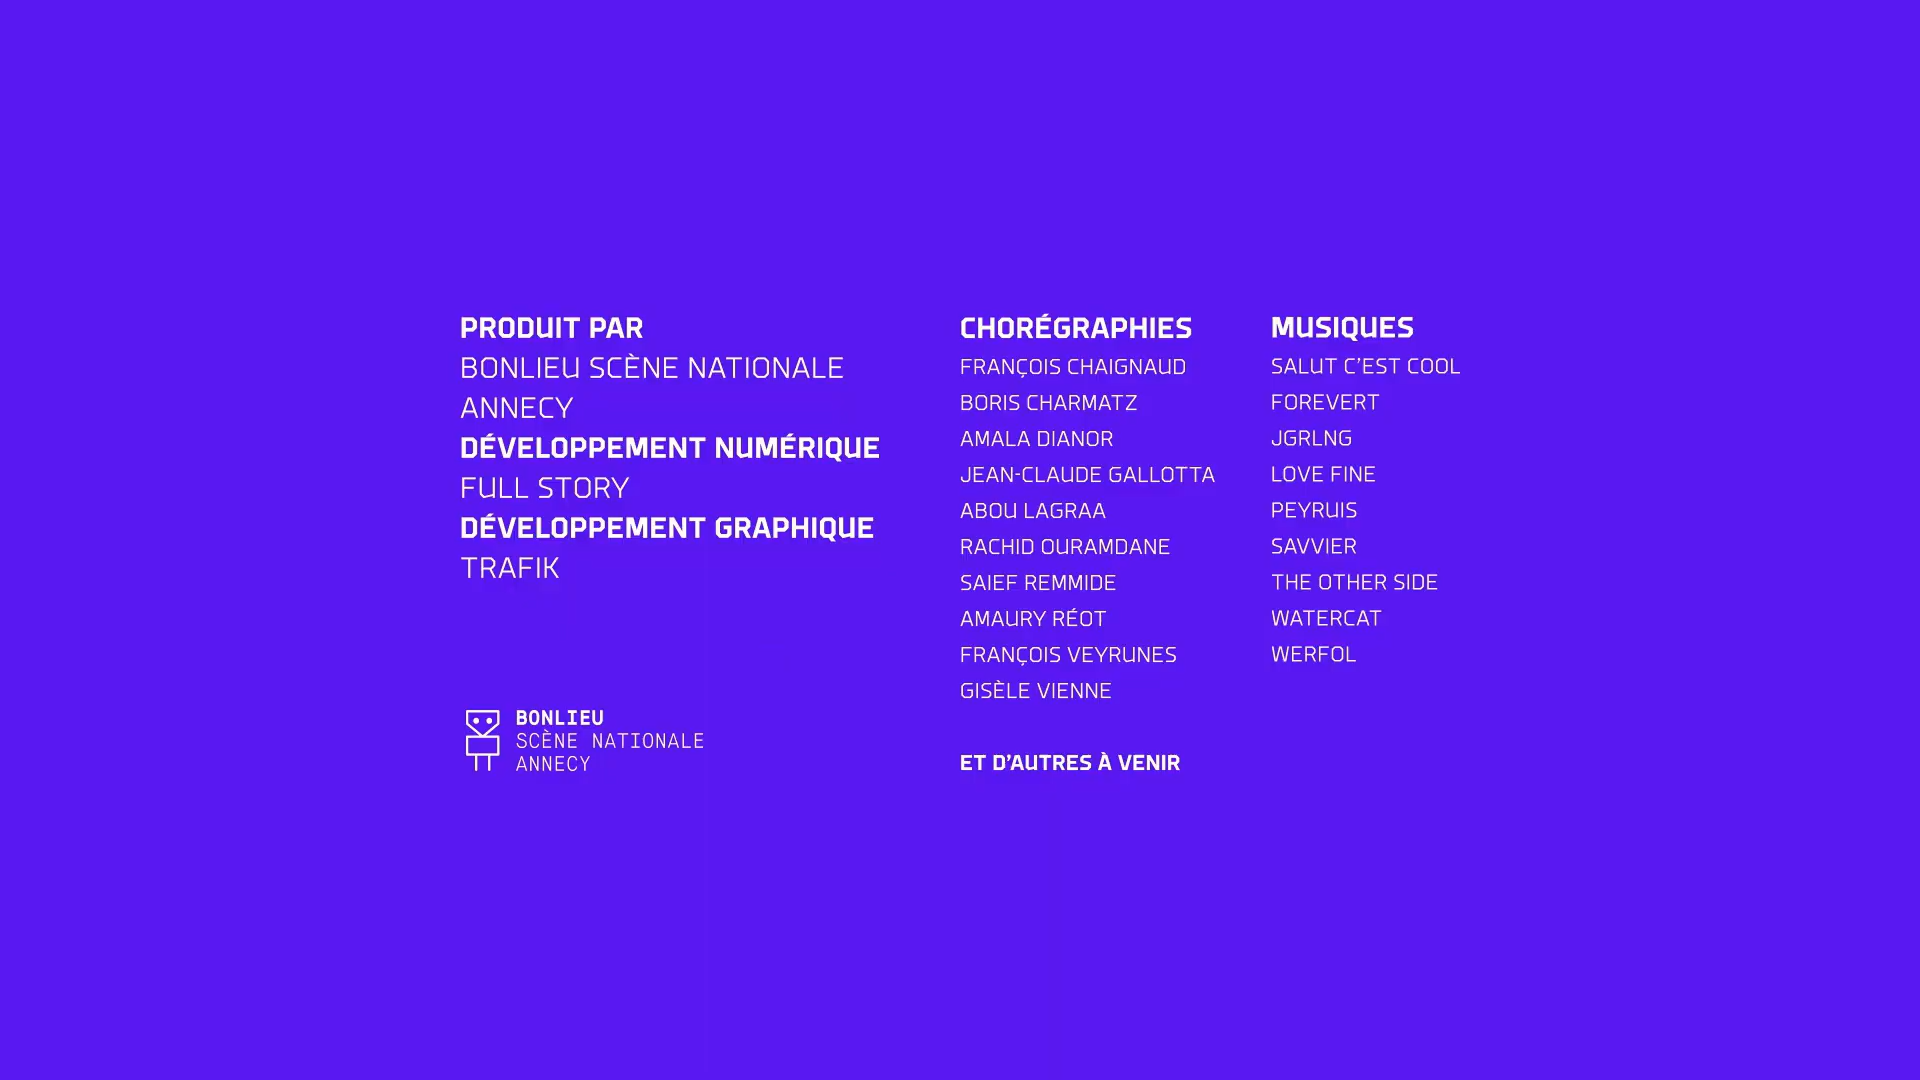 PRODUIT PAR
BONLIEU SCÈNE NATIONALE
ANNECY
DÉVELOPPEMENT NUMÉRIQUE
FULL STORY
DÉVELOPPEMENT GRAPHIQUE
TRAFIK
BONLIEU
SCÈNE NATIONALE
ANNECY
CHORÉGRAPHIES
FRANÇOIS CHAIGNAUD
BORIS CHARMATZ
AMALA DIANOR
JEAN-CLAUDE GALLOTTA
ABOU LAGRAA
RACHID OURAMDANE
SAIEF REMMIDE
AMAURY RÉOT
FRANÇOIS VEYRUNES
GISÈLE VIENNE
ET D’AUTRES À VENIR
MUSIQUES
SALUT C’EST COOL
FOREVERT
JGRLNG
LOVE FINE
PEYRUIS
SAVVIER
THE OTHER SIDE
WATERCAT
WERFOL